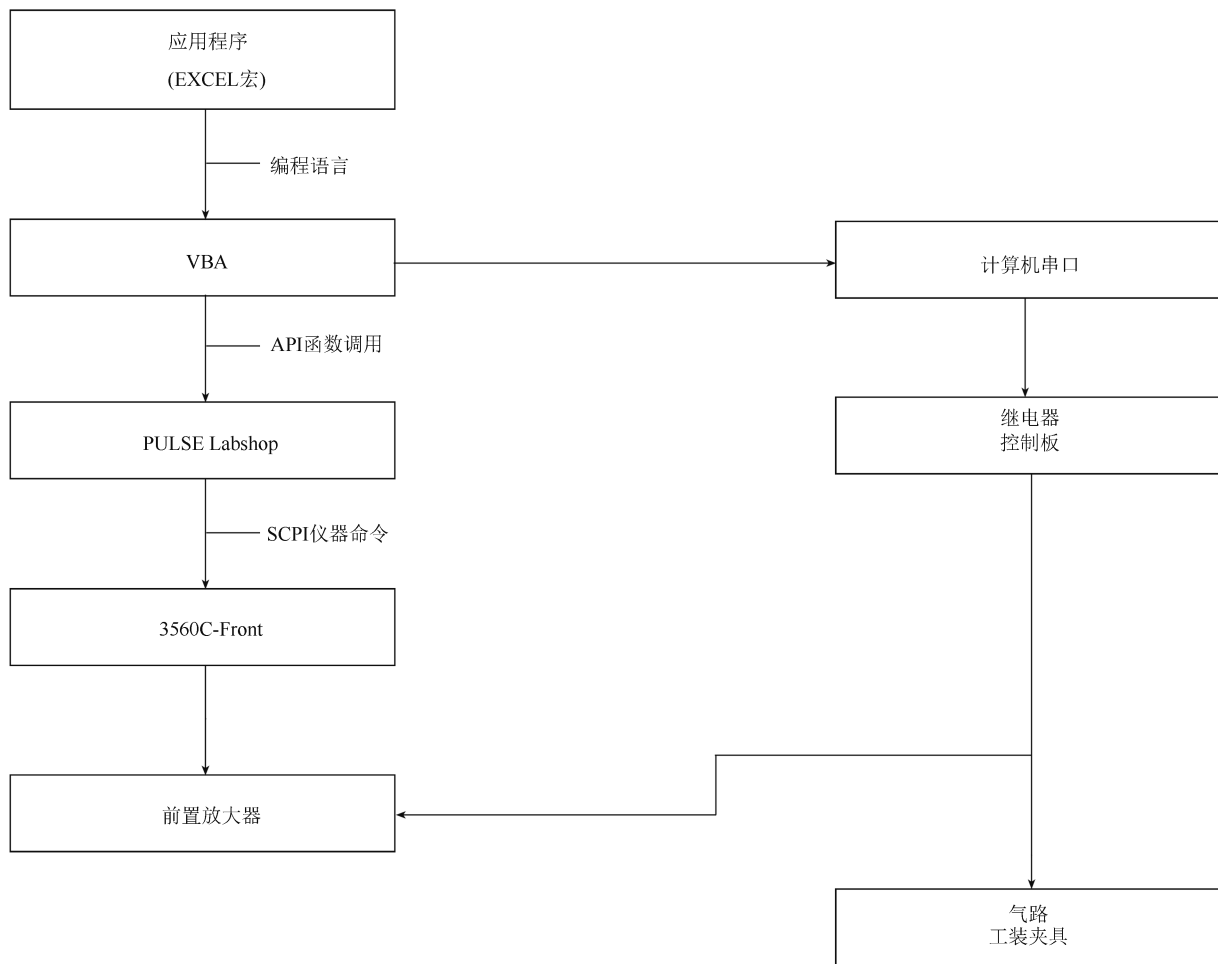 应用程序
(EXCEL宏)
编程语言
VBA
计算机串口
API函数调用
PULSE Labshop
继电器
控制板
SCPI仪器命令
3560C-Front
前置放大器
气路
工装夹具